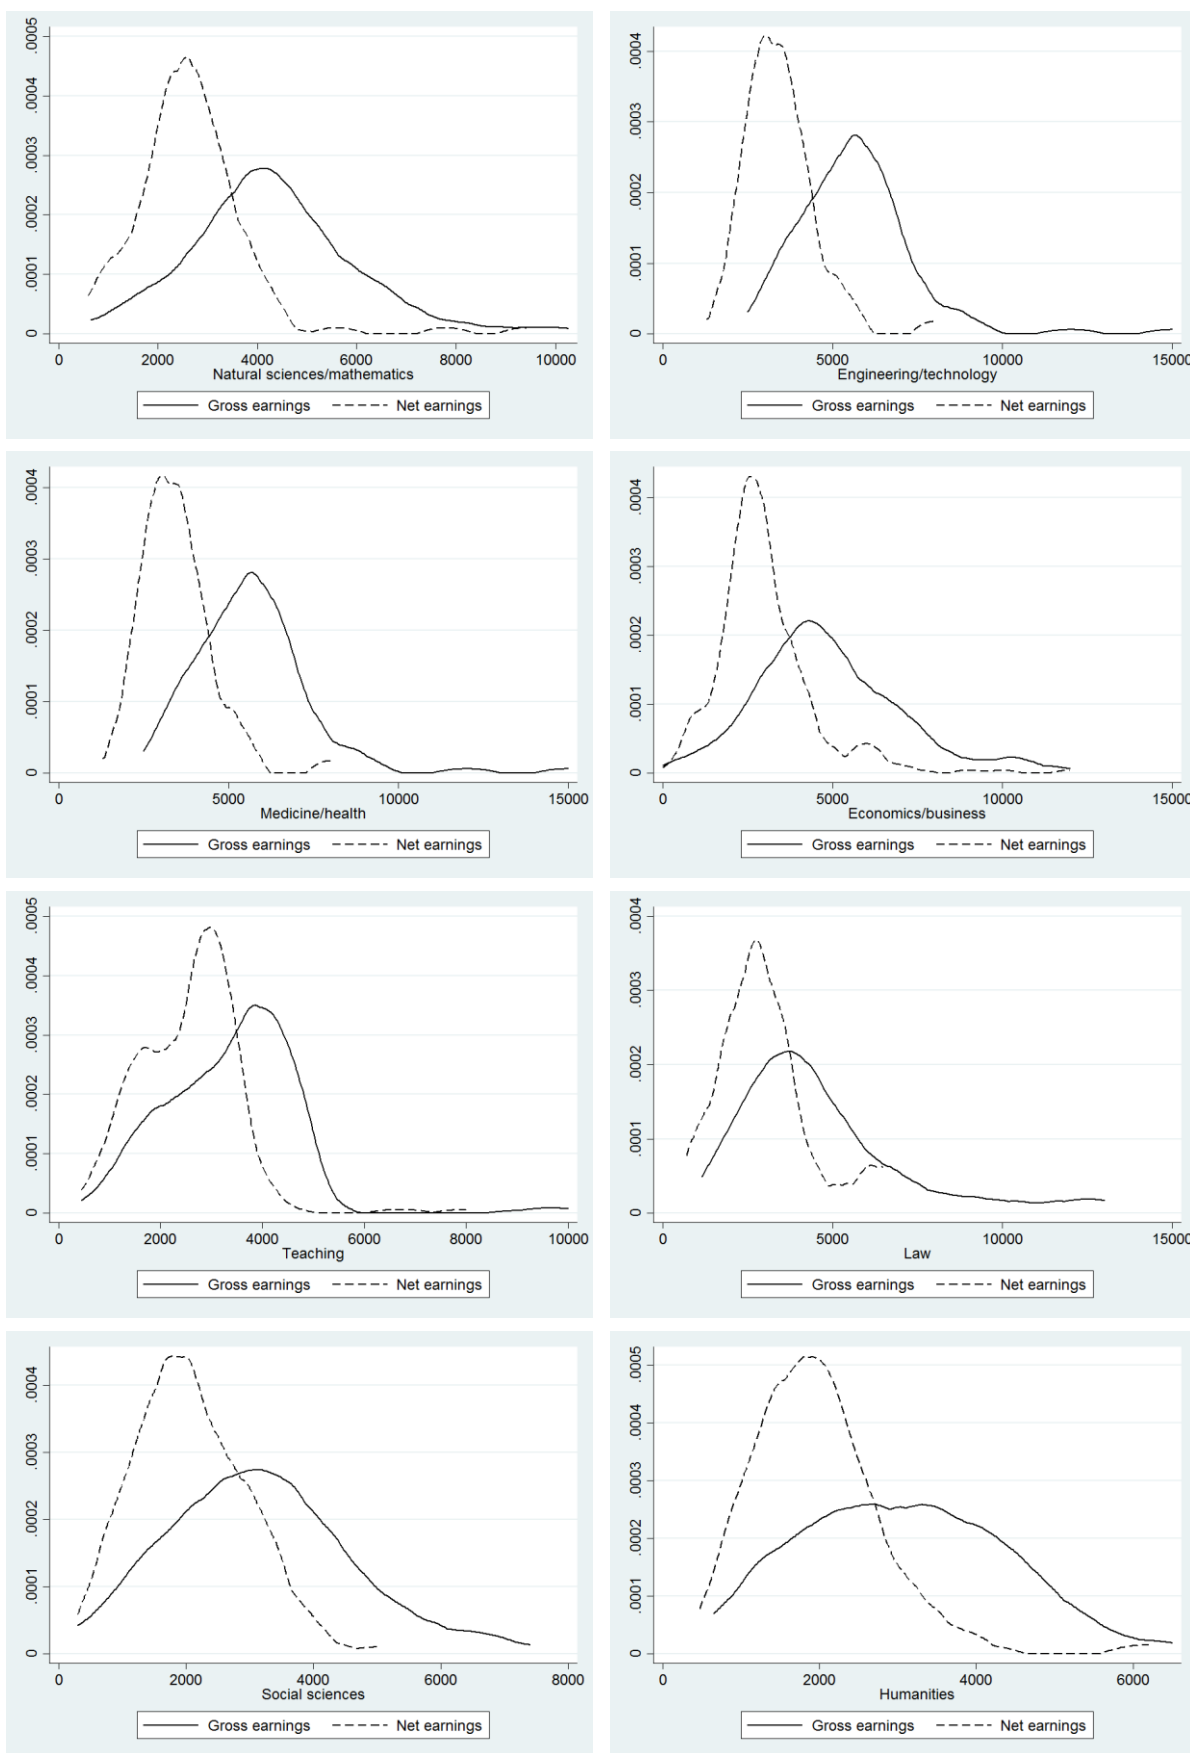 .0005
.0004
.0003
.0002
.0001
0
0 2000 4000 6000 8000 10000
Natural sciences/mathematics
Gross earnings Net earnings
.0004
.0003
.0002
.0001
0
0 5000 10000 15000
Engineering/technology
Gross earnings Net earnings
.0004
.0003
.0002
.0001
0
0 5000 10000 15000
Medicine/health
Gross earnings Net earnings
.0004
.0003
.0002
.0001
0
0 5000 10000 15000
Economics/business
Gross earnings Net earnings
.0005
.0004
.0003
.0002
.0001
0
0 2000 4000 6000 8000 10000
Teaching
Gross earnings Net earnings
.0004
.0003
.0002
.0001
0
0 5000 10000 15000
Law
Gross earnings Net earnings
.0004
.0003
.0002
.0001
0
0 2000 4000 6000 8000
Social sciences
Gross earnings Net earnings
.0005
.0004
.0003
.0002
.0001
0
0 2000 4000 6000
Humanities
Gross earnings Net earnings